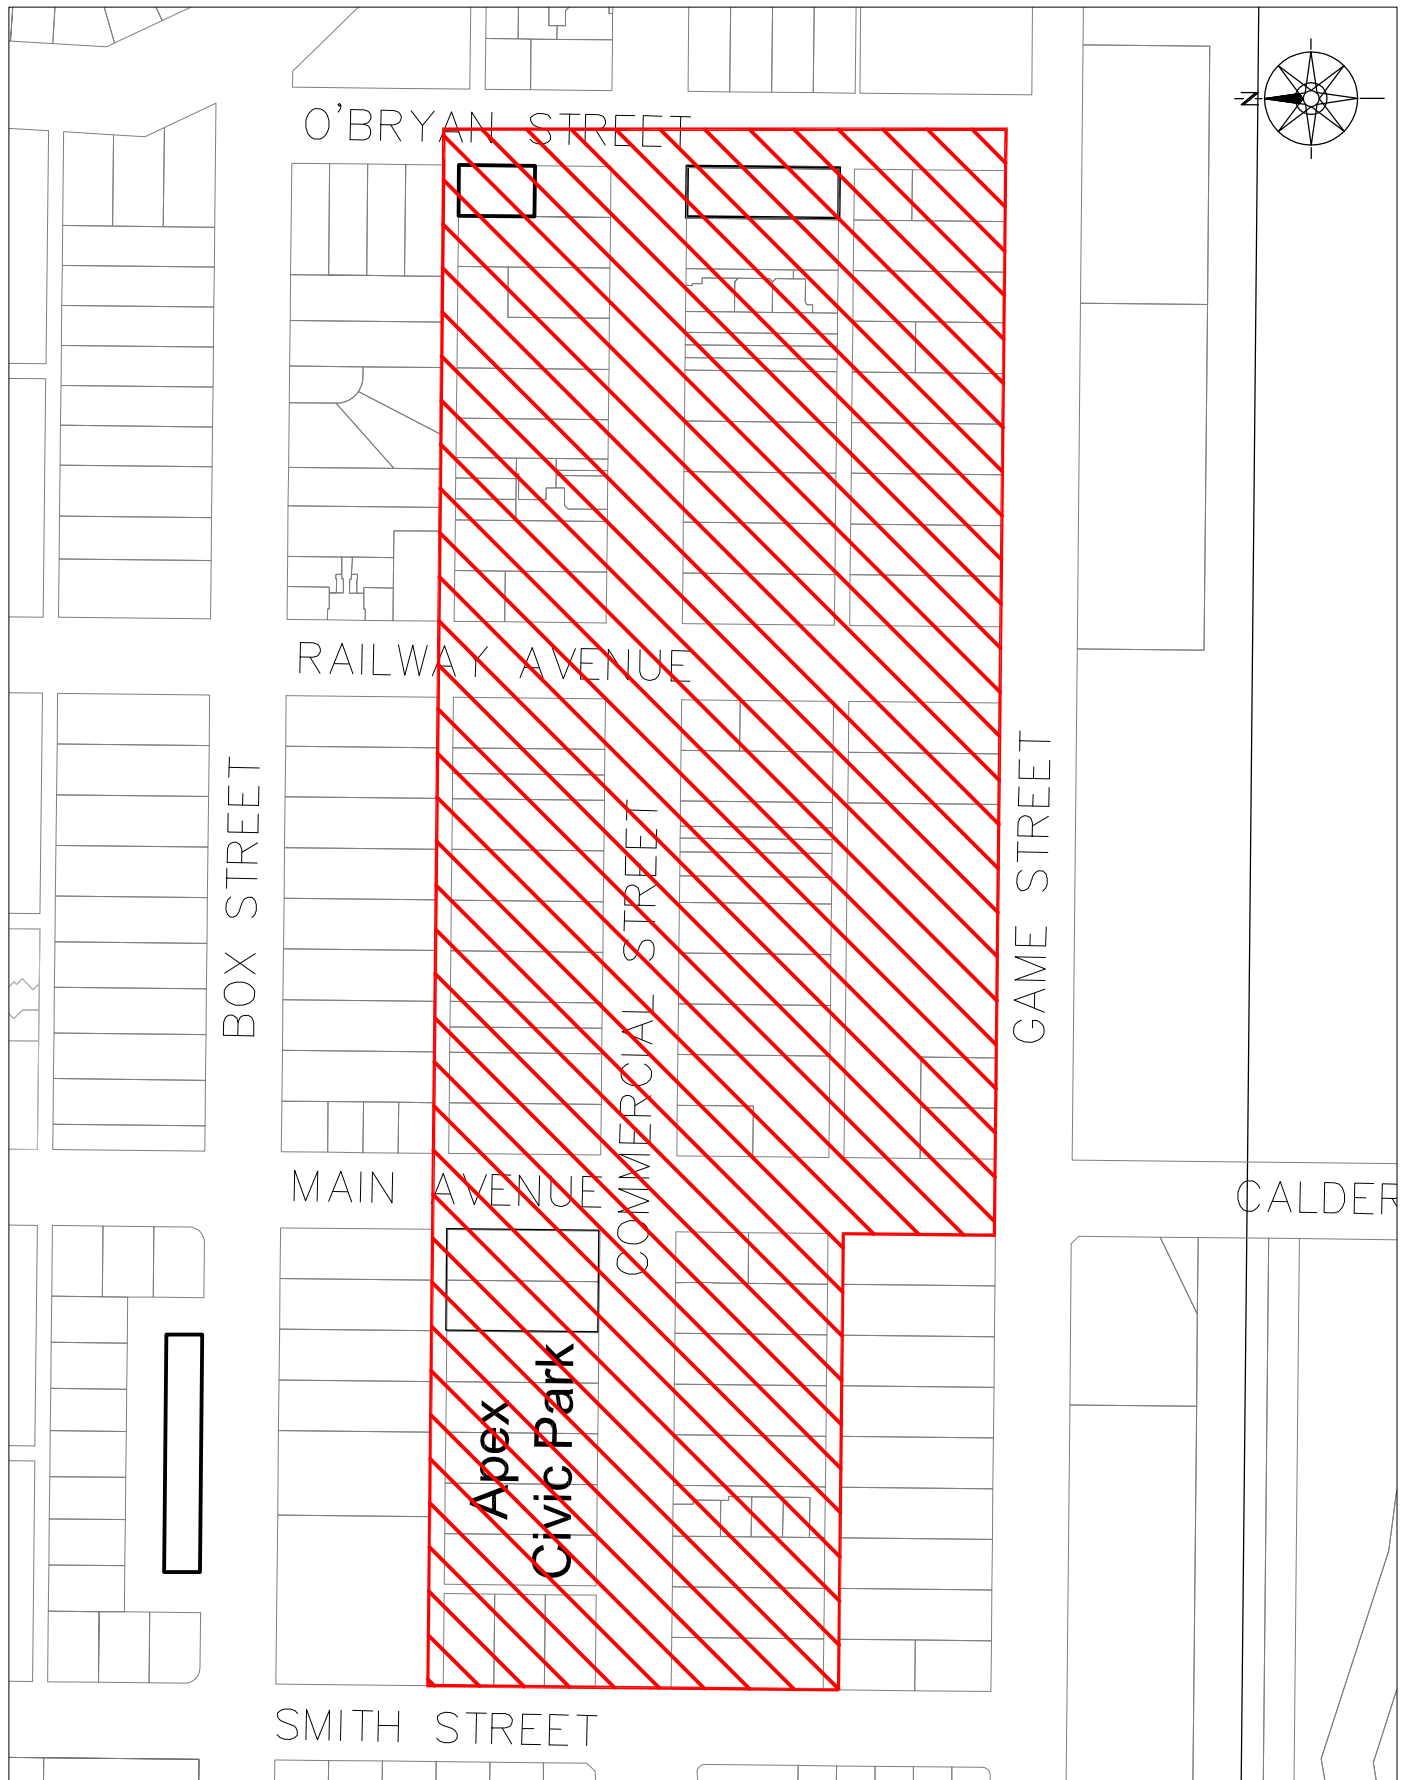 O'BRYAN STREET
N
RAILWAY AVENUE
BOX STREET
COMMERCIAL STREET
GAME STREET
MAIN AVENUE
CALDER
Apex
Civic Park
SMITH STREET